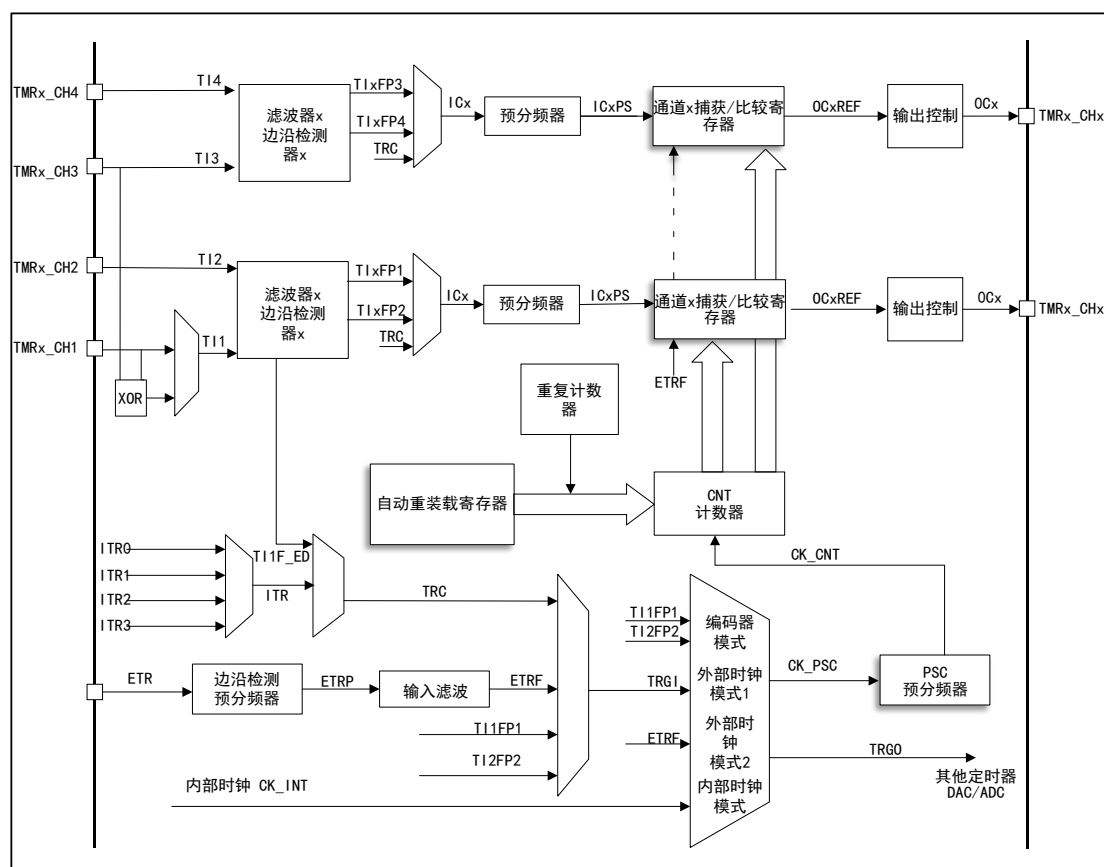 TMRx_CH4
TI4
TMRx_CH3
TI3
滤波器x
边沿检测
器x
TIxFP3
TIxFP4
TRC
ICx
预分频器
ICxPS
通道x捕获/比较寄
存器
OCxREF
输出控制
OCx
TMRx_CHx
TMRx_CH2
TI2
TMRx_CH1
TI1
XOR
滤波器x
边沿检测
器x
TIxFP1
TIxFP2
TRC
ICx
预分频器
ICxPS
通道x捕获/比较寄
存器
OCxREF
输出控制
OCx
TMRx_CHx
ETRF
重复计数
器
自动重装载寄存器
CNT
计数器
CK_CNT
ITR0
ITR1
ITR2
ITR3
TI1F_ED
ITR
TRC
ETR
边沿检测
预分频器
ETRP
输入滤波
ETRF
TI1FP1
TI2FP2
TRGI
TI1FP1
TI2FP2
ETRF
编码器
模式
外部时钟
模式1
外部时
钟
模式2
内部时钟
模式
CK_PSC
PSC
预分频器
TRGO
其他定时器
DAC/ADC
内部时钟 CK_INT